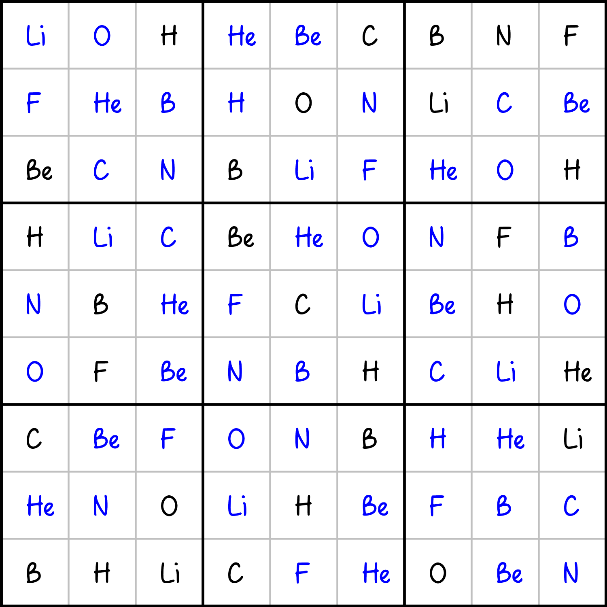 Li O H He Be C B N F
F He B H O N Li C Be
Be C N B Li F He O H
H Li C Be He O N F B
N B He F C Li Be H O
O F Be N B H C Li He
C Be F O N B H He Li
He N O Li H Be F B C
B H Li C F He O Be N